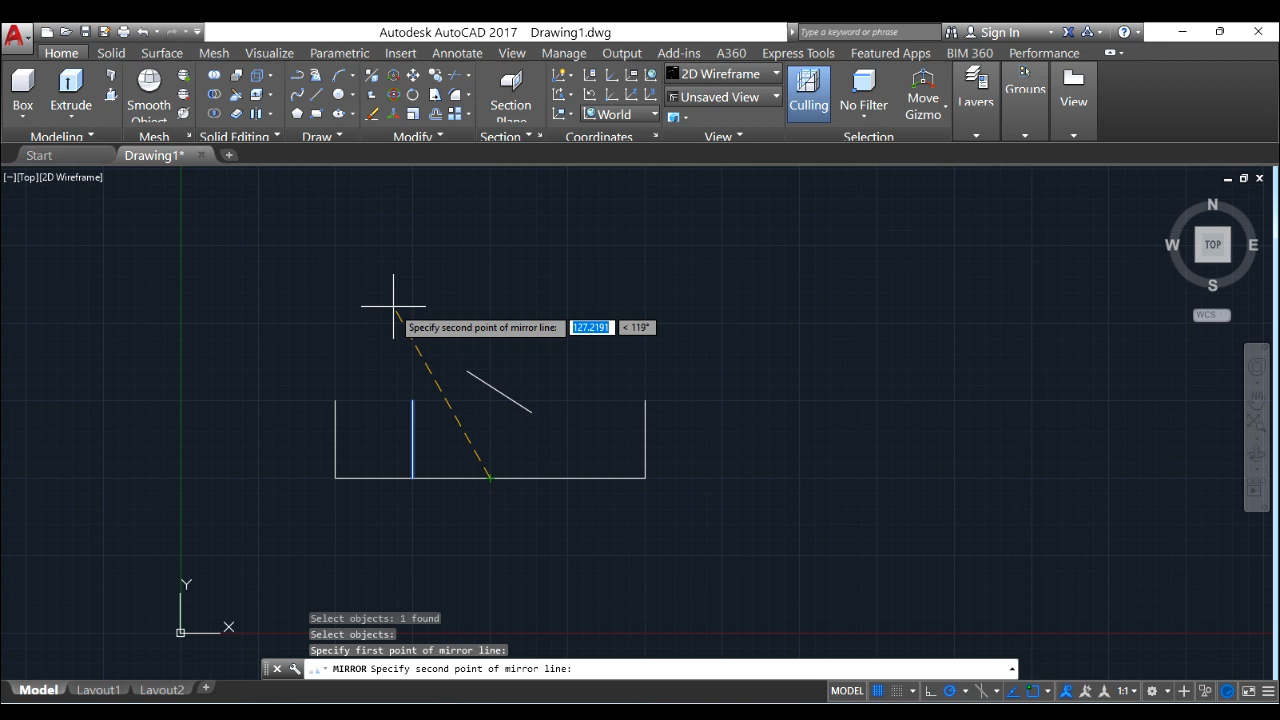 Autodesk AutoCAD 2017 Drawing1.dwg Type a keyword or phrase Sign In
Home Solid Surface Mesh Visualize Parametric Insert Annotate View Manage Output Add-ins A360 Express Tools Featured Apps BIM 360 Performance
2D Wireframe
Unsaved View
World
Box Extrude Smooth Object Section Plane Culling No Filter Move Gizmo Layers Groups View
Modeling Mesh Solid Editing Draw Modify Section Coordinates View Selection
Start Drawing1*
[−][Top][2D Wireframe]
N
W TOP E
S
WCS
Specify second point of mirror line: 127.2191 < 119°
Y
X
Select objects: 1 found
Select objects:
Specify first point of mirror line:
MIRROR Specify second point of mirror line:
Model Layout1 Layout2 + MODEL 1:1